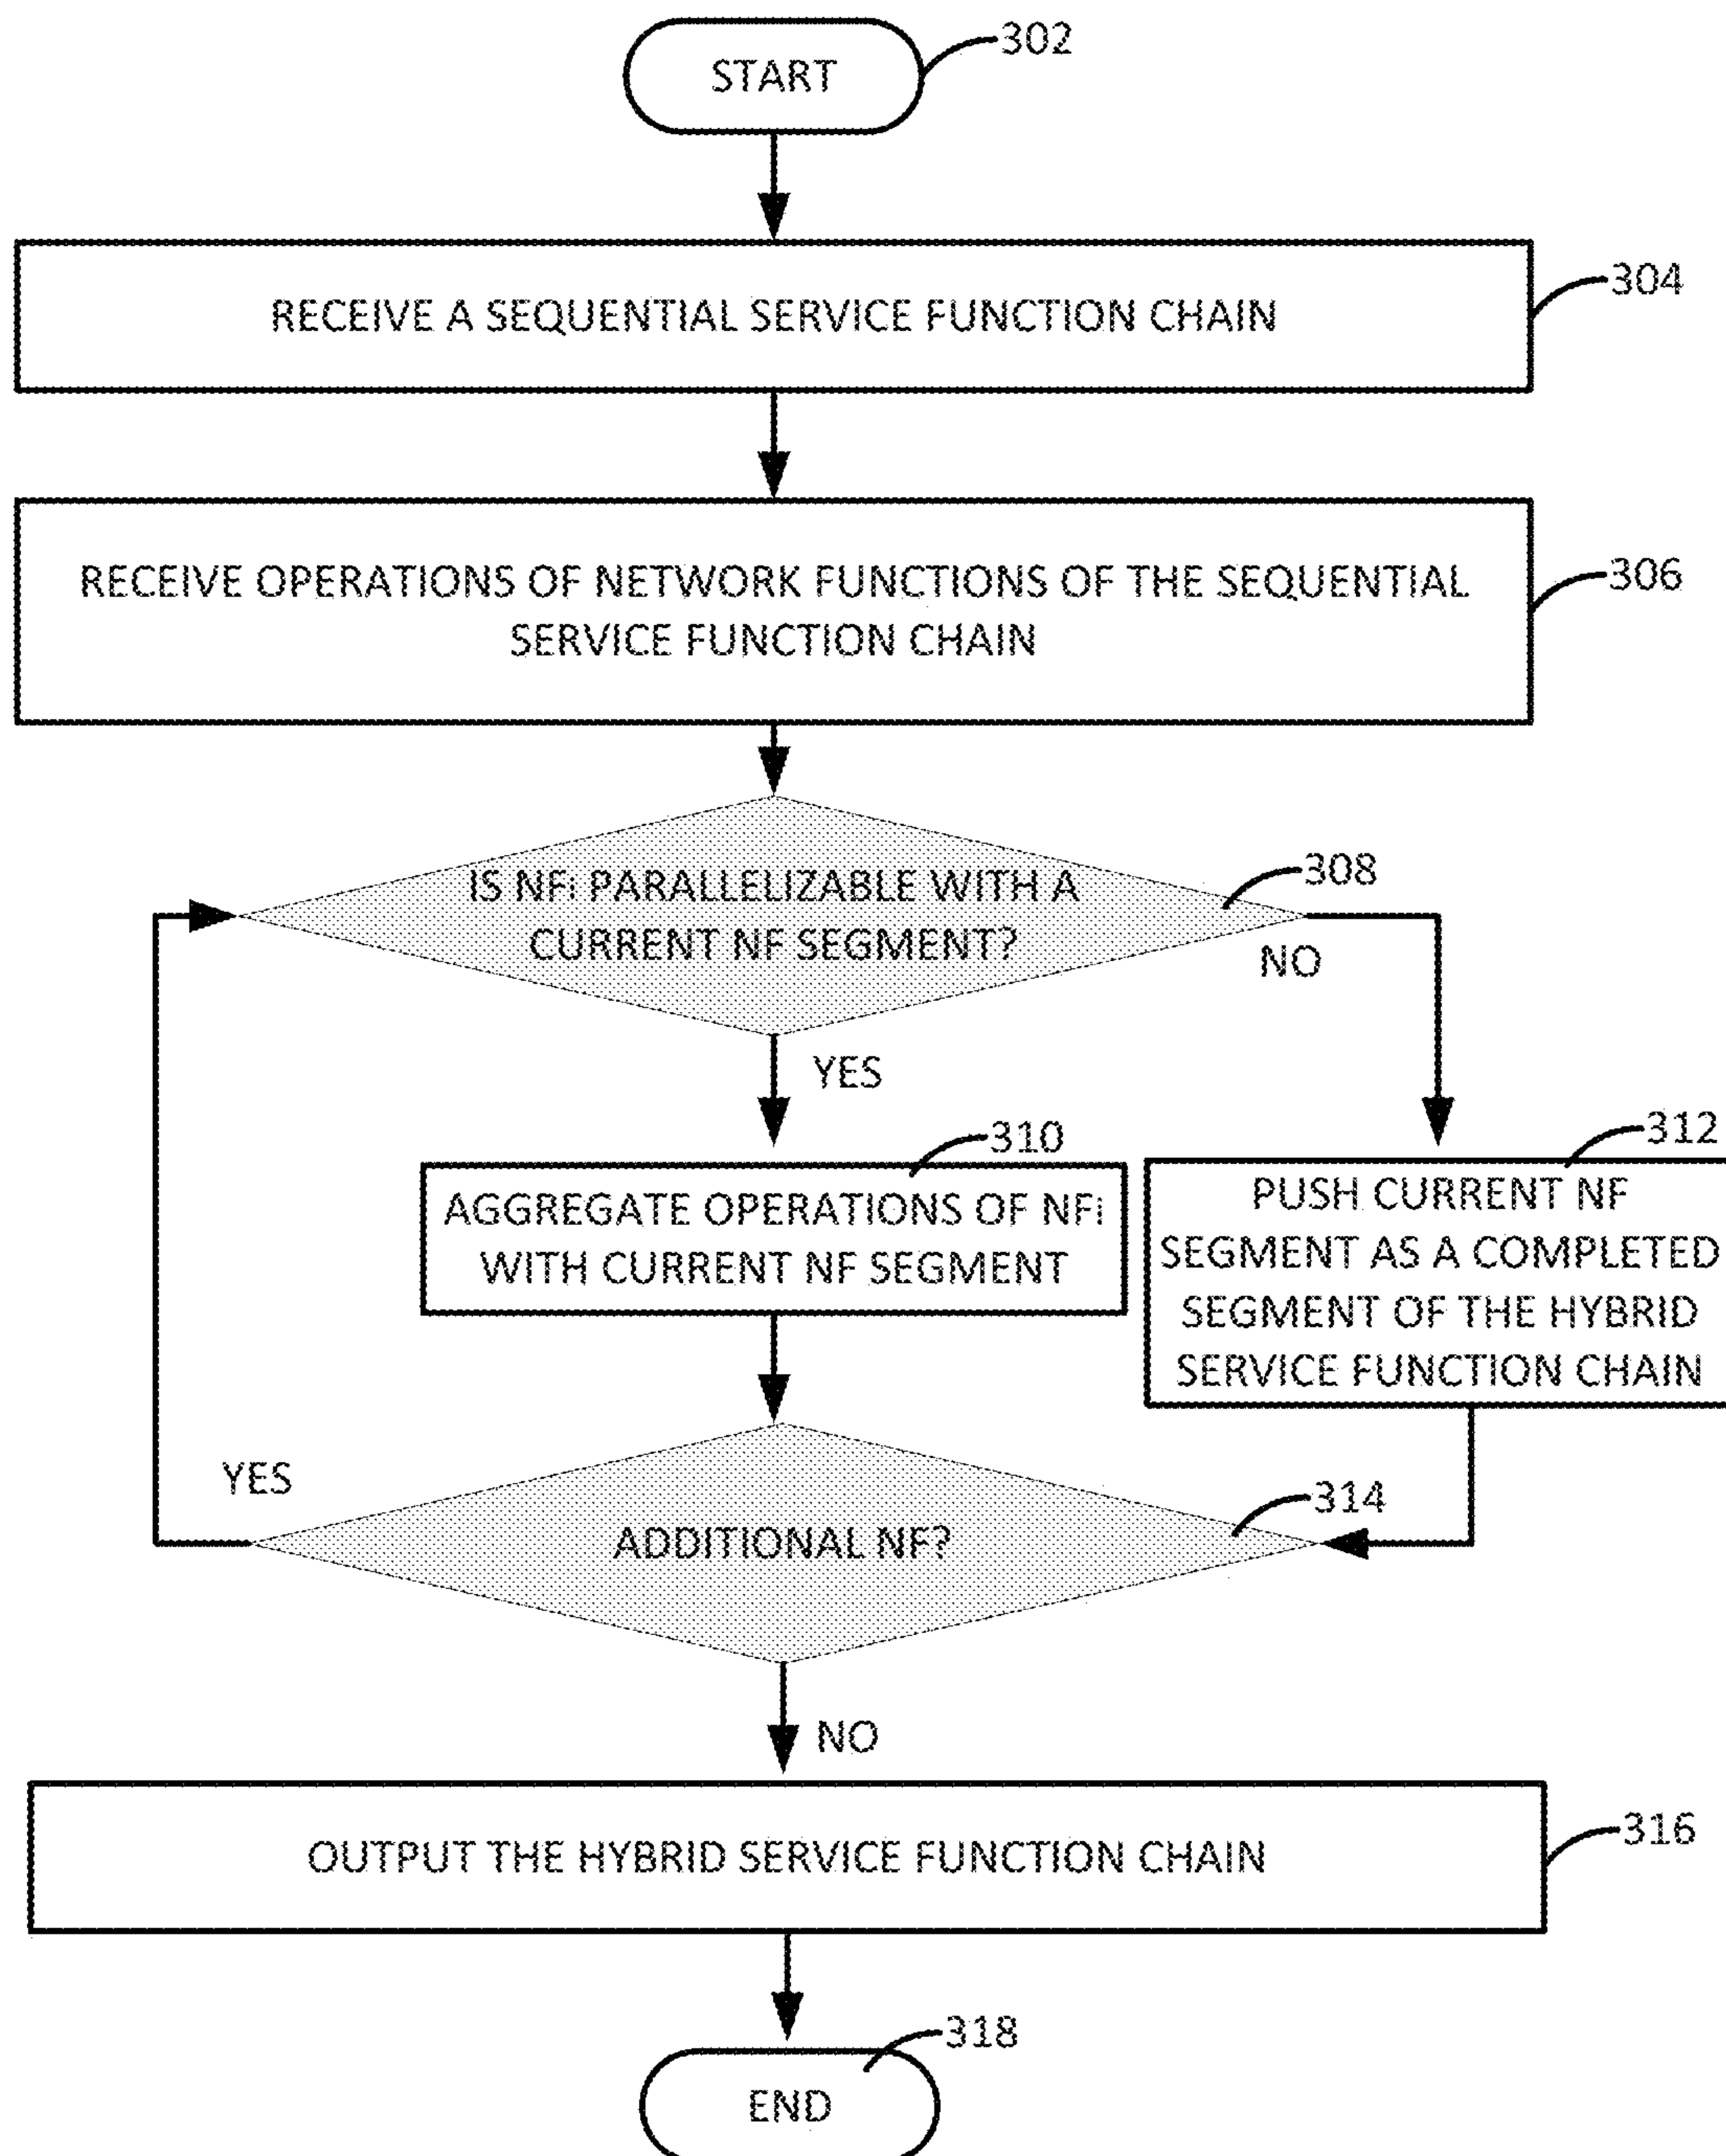 START
302
RECEIVE A SEQUENTIAL SERVICE FUNCTION CHAIN
304
RECEIVE OPERATIONS OF NETWORK FUNCTIONS OF THE SEQUENTIAL
SERVICE FUNCTION CHAIN
306
IS NFi PARALLELIZABLE WITH A
CURRENT NF SEGMENT?
308
NO
YES
310
AGGREGATE OPERATIONS OF NFi
WITH CURRENT NF SEGMENT
312
PUSH CURRENT NF
SEGMENT AS A COMPLETED
SEGMENT OF THE HYBRID
SERVICE FUNCTION CHAIN
YES
ADDITIONAL NF?
314
NO
OUTPUT THE HYBRID SERVICE FUNCTION CHAIN
316
318
END